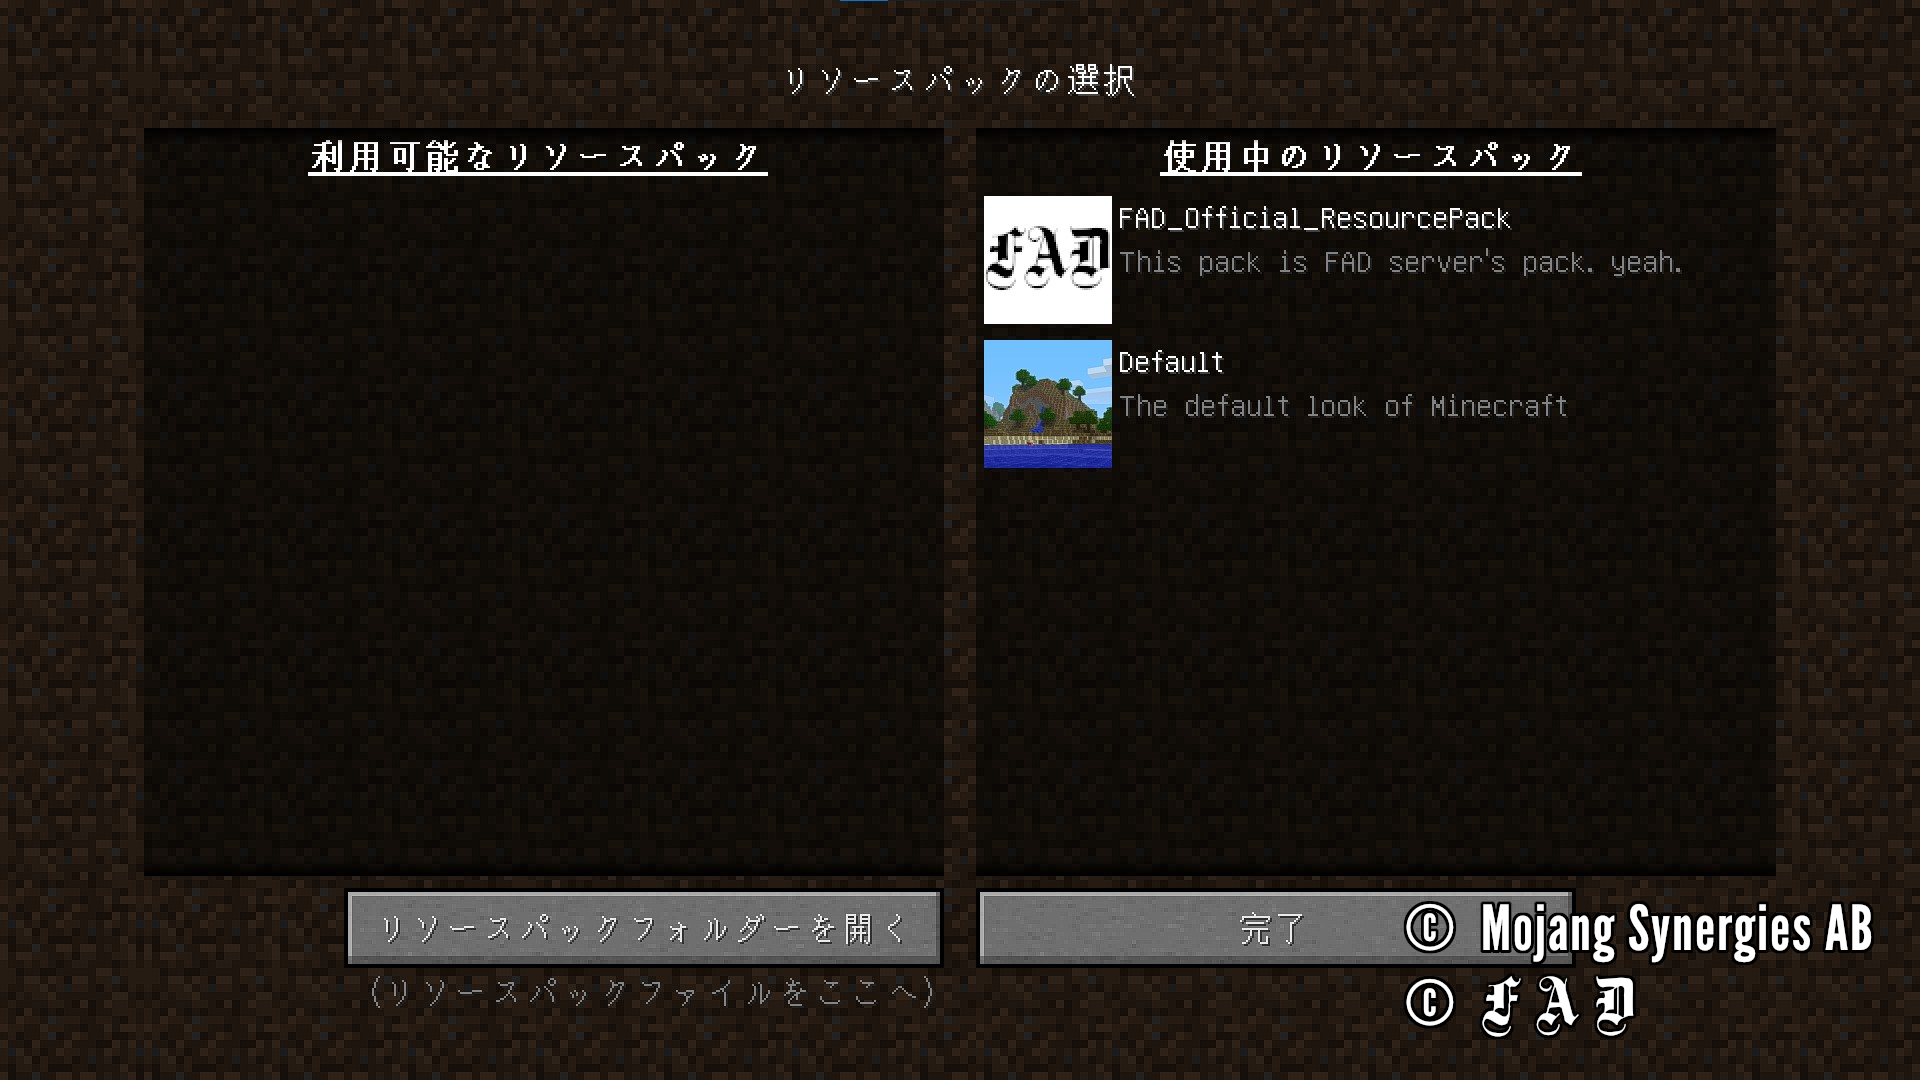 リソースパックの選択
利用可能なリソースパック
使用中のリソースパック
FAD
FAD_Official_ResourcePack
This pack is FAD server's pack. yeah.
Default
The default look of Minecraft
リソースパックフォルダーを開く
完了
(リソースパックファイルをここへ)
© Mojang Synergies AB
© FAD